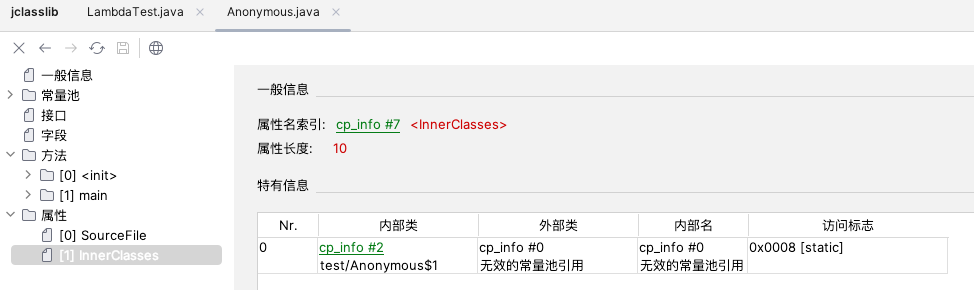 jclasslib LambdaTest.java Anonymous.java
一般信息
常量池
接口
字段
方法
[0] <init>
[1] main
属性
[0] SourceFile
[1] InnerClasses
一般信息
属性名索引: cp_info #7 <InnerClasses>
属性长度: 10
特有信息
Nr. 内部类 外部类 内部名 访问标志
0 cp_info #2 cp_info #0 cp_info #0 0x0008 [static]
test/Anonymous$1 无效的常量池引用 无效的常量池引用